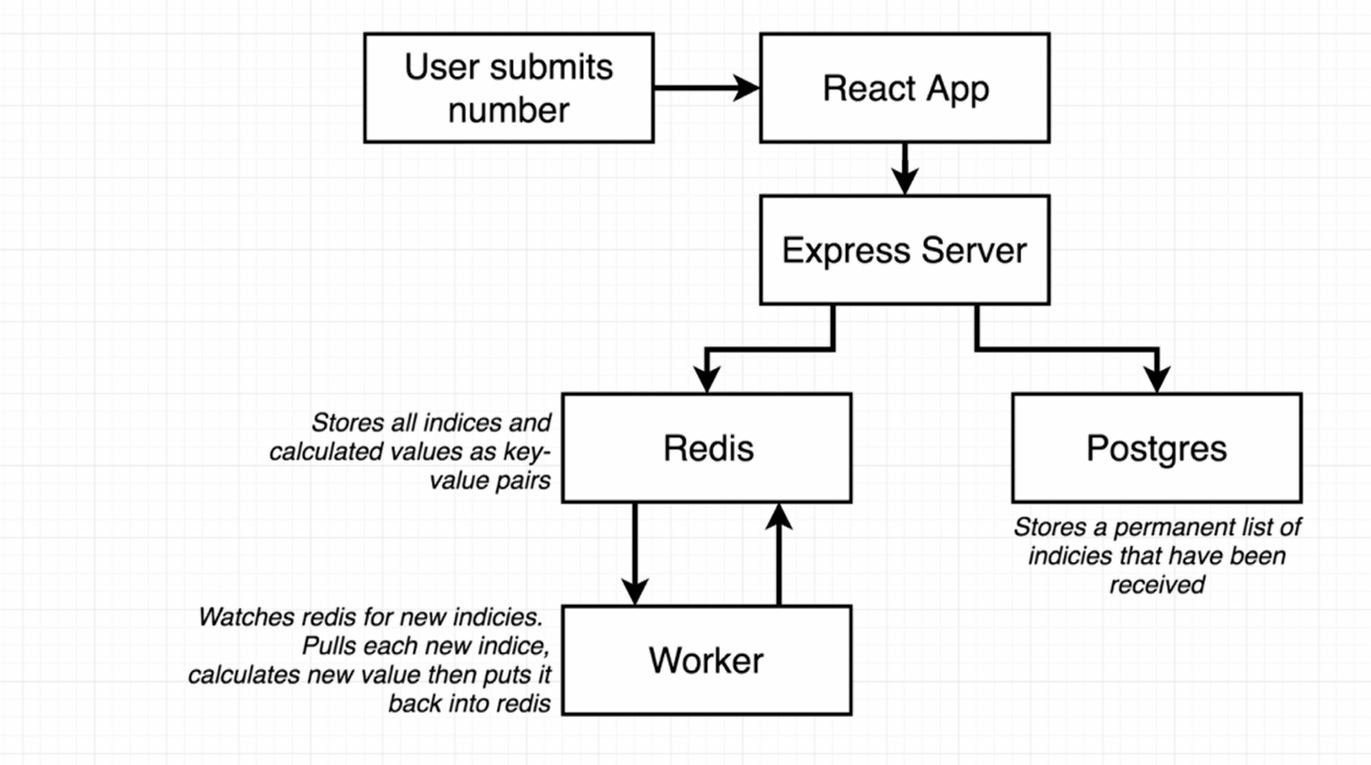 User submits
number
React App
Express Server
Stores all indices and
calculated values as key-
value pairs
Redis
Postgres
Stores a permanent list of
indicies that have been
received
Watches redis for new indicies.
Pulls each new indice,
calculates new value then puts it
back into redis
Worker